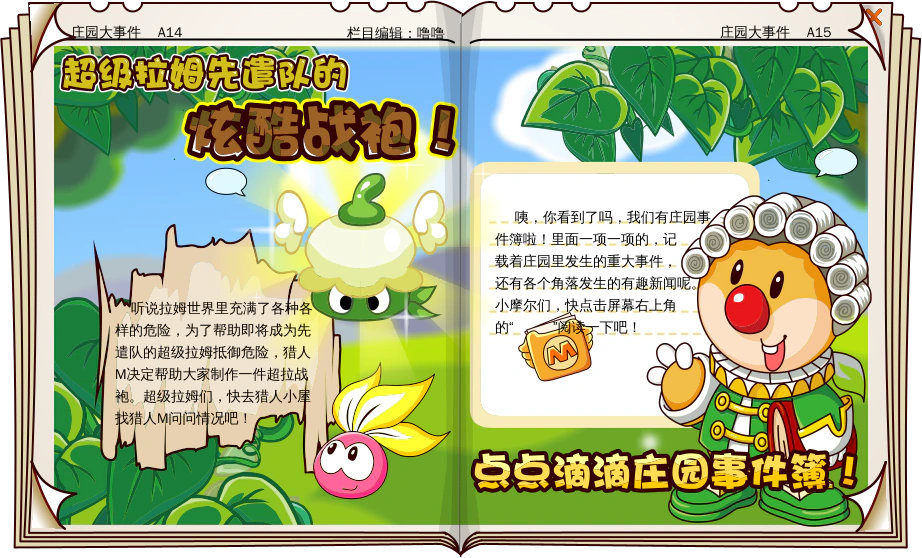 庄园大事件 A14
栏目编辑：噜噜
超级拉姆先遣队的
炫酷战袍！
听说拉姆世界里充满了各种各
样的危险，为了帮助即将成为先
遣队的超级拉姆抵御危险，猎人
M决定帮助大家制作一件超拉战
袍。超级拉姆们，快去猎人小屋
找猎人M问问情况吧！
庄园大事件 A15
咦，你看到了吗，我们有庄园事
件簿啦！里面一项一项的，记
载着庄园里发生的重大事件，
还有各个角落发生的有趣新闻呢。
小摩尔们，快点击屏幕右上角
的“ ”阅读一下吧！
M
点点滴滴庄园事件簿！